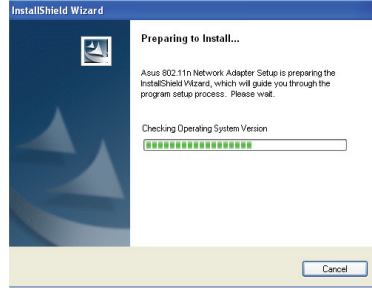 InstallShield Wizard
Preparing to Install...
Asus 802.11n Network Adapter Setup is preparing the
InstallShield Wizard, which will guide you through the
program setup process. Please wait.
Checking Operating System Version
Cancel